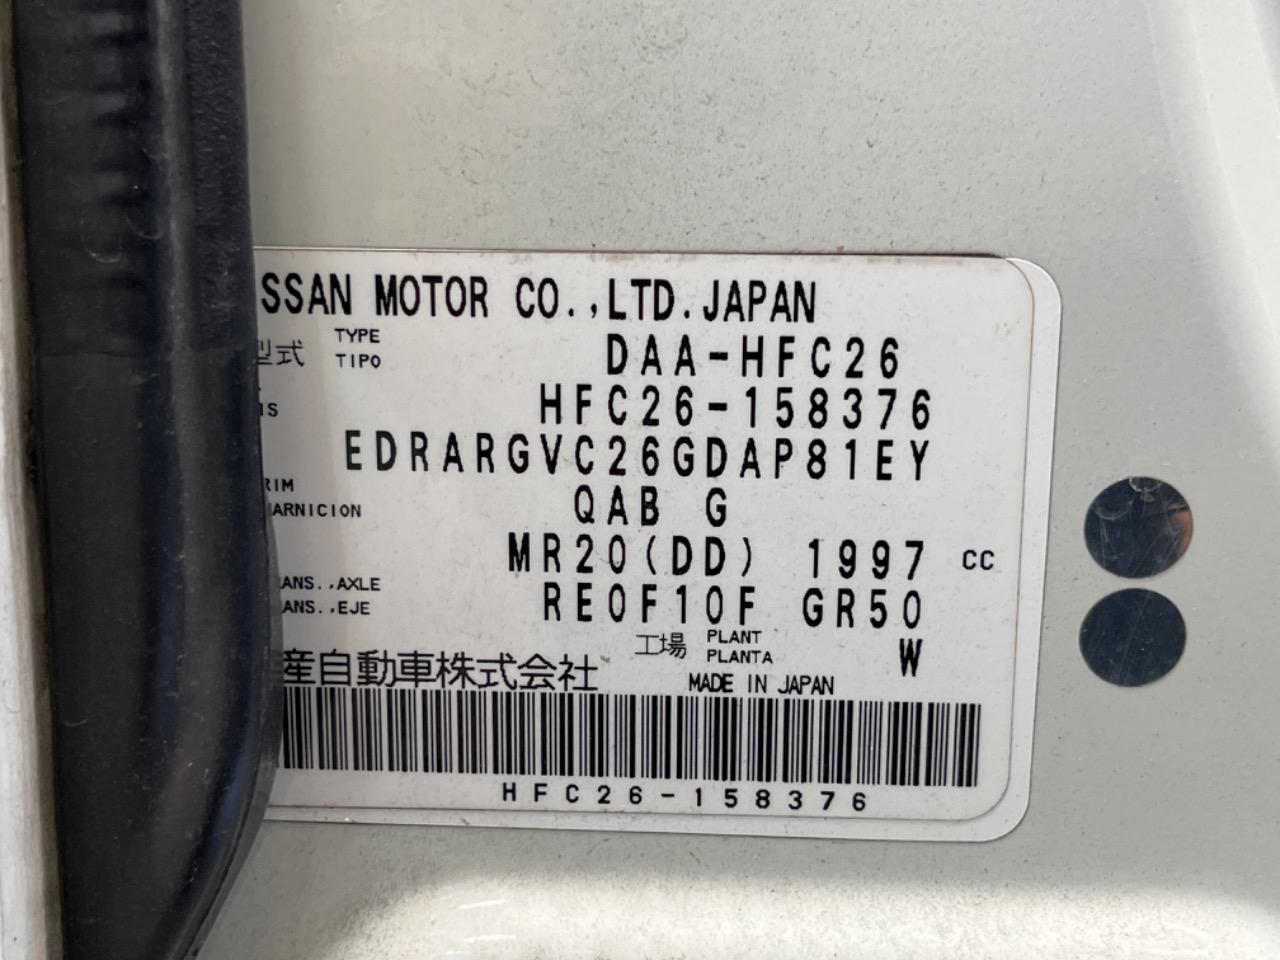 SSAN MOTOR CO.,LTD.JAPAN
型式 TYPE TIPO DAA-HFC26
IS HFC26-158376
EDRARGVC26GDAP81EY
RIM
ARNICION QAB G
MR20(DD) 1997 CC
ANS.,AXLE
ANS.,EJE RE0F10F GR50
工場 PLANT PLANTA W
産自動車株式会社 MADE IN JAPAN
HFC26-158376